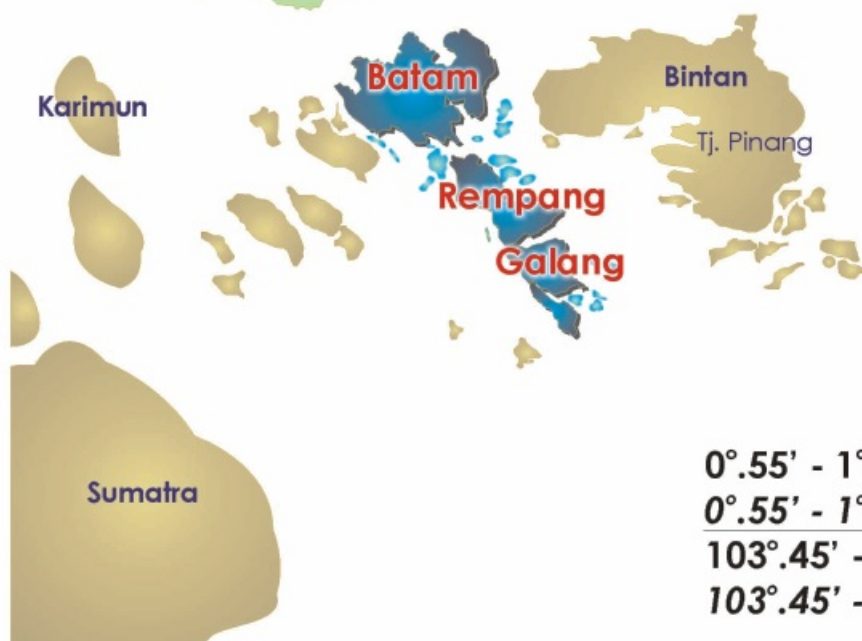 Batam
Bintan
Karimun
Tj. Pinang
Rempang
Galang
Sumatra
0°.55' - 1°
0°.55' - 1°
103°.45' -
103°.45' -